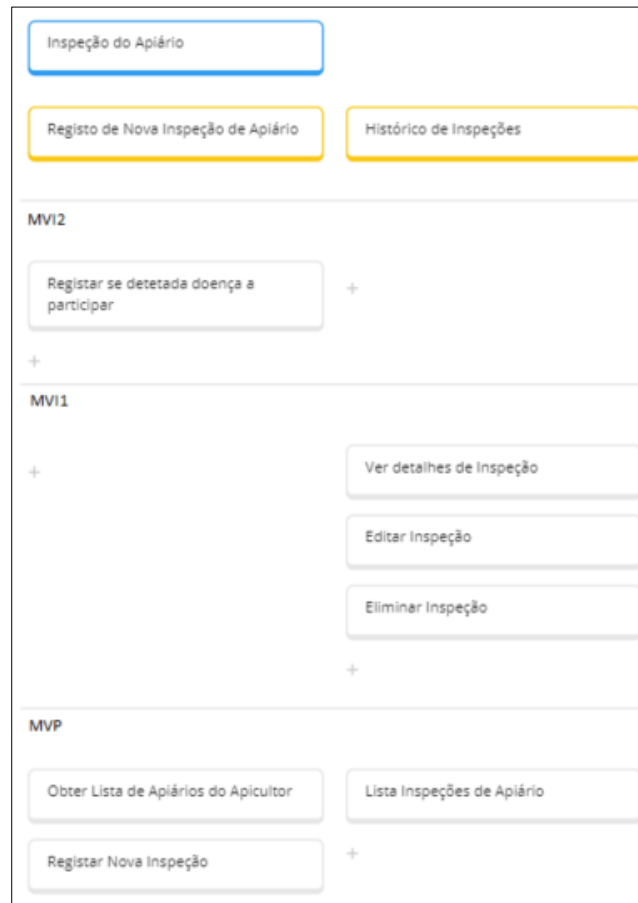 Inspeção do Apiário
Registo de Nova Inspeção de Apiário
Histórico de Inspeções
MVI2
Registar se detetada doença a
participar
+
+
MVI1
+
Ver detalhes de Inspeção
Editar Inspeção
Eliminar Inspeção
+
MVP
Obter Lista de Apiários do Apicultor
Lista Inspeções de Apiário
Registar Nova Inspeção
+